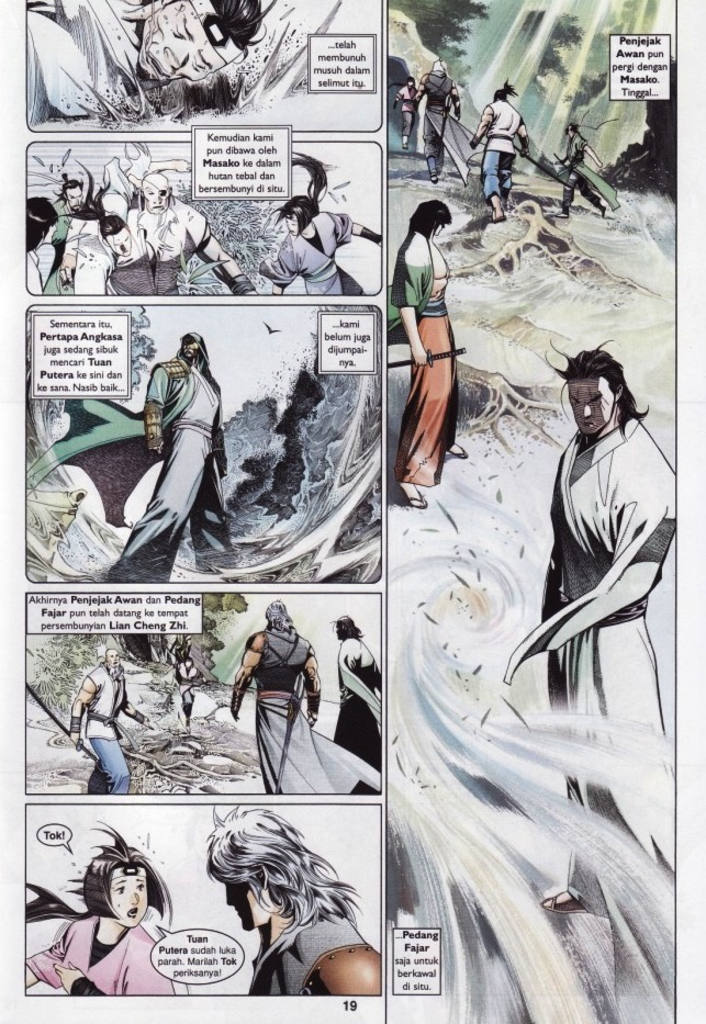 ...telah
musuh dalam
selimut itu.
Kemudian kami
pun dibawa oleh
Masako ke dalam
hutan tebal dan
bersembunyi di situ.
Sementara itu,
Pertapa Angkasa
juga sedang sibuk
mencari Tuan
Putera ke sini dan
ke sana. Nasib baik...
...kami
belum juga
dijumpai-
nya.
Akhirnya Penjejak Awan dan Pedang
Fajar pun telah datang ke tempat
persembunyian Lian Cheng Zhi.
Tok!
Tuan
Putera sudah luka
parah. Marilah Tok
periksanya!
Penjejak
Awan pun
pergi dengan
Masako.
Tinggal...
...Pedang
Fajar
saja untuk
berkawal
di situ.
19